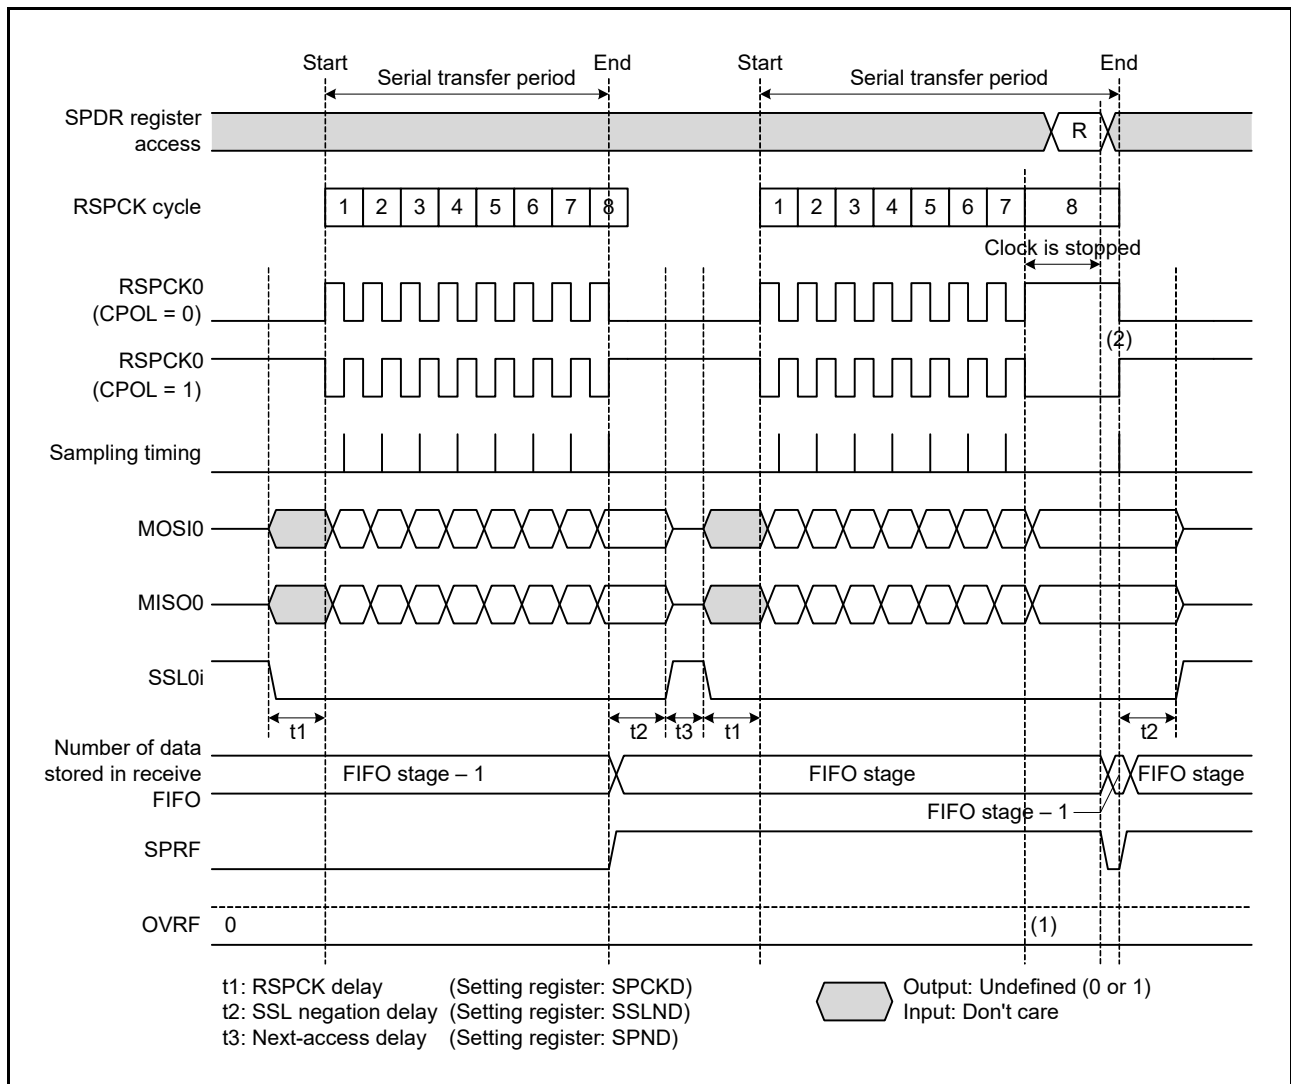 Start
End
Start
End
Serial transfer period
Serial transfer period
SPDR register
access
R
RSPCK cycle
1 2 3 4 5 6 7 8
1 2 3 4 5 6 7 8
Clock is stopped
RSPCK0
(CPOL = 0)
(2)
RSPCK0
(CPOL = 1)
Sampling timing
MOSI0
MISO0
SSL0i
t1
t2
t3
t1
t2
Number of data
stored in receive
FIFO
FIFO stage – 1
FIFO stage
FIFO stage
FIFO stage – 1
SPRF
OVRF
0
(1)
t1: RSPCK delay (Setting register: SPCKD)
t2: SSL negation delay (Setting register: SSLND)
t3: Next-access delay (Setting register: SPND)
Output: Undefined (0 or 1)
Input: Don't care